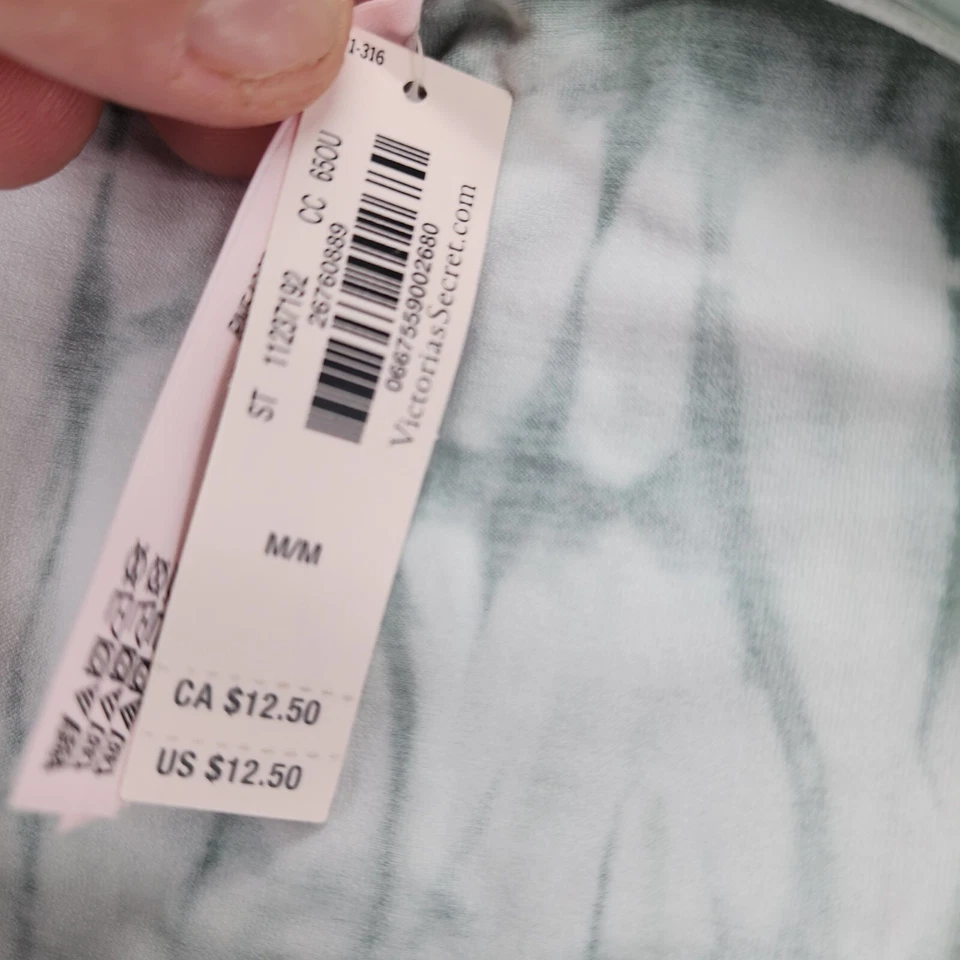 1-316
ST 11237192 CC 650U
26760889
0667559002680
VictoriasSecret.com
M/M
CA $12.50
US $12.50